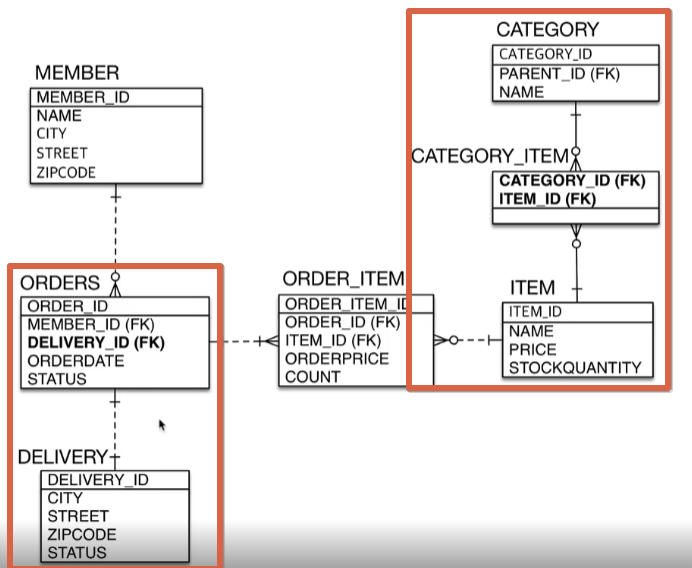 MEMBER
MEMBER_ID
NAME
CITY
STREET
ZIPCODE
CATEGORY
CATEGORY_ID
PARENT_ID (FK)
NAME
CATEGORY_ITEM
CATEGORY_ID (FK)
ITEM_ID (FK)
ORDERS
ORDER_ID
MEMBER_ID (FK)
DELIVERY_ID (FK)
ORDERDATE
STATUS
ORDER_ITEM
ORDER_ITEM_ID
ORDER_ID (FK)
ITEM_ID (FK)
ORDERPRICE
COUNT
ITEM
ITEM_ID
NAME
PRICE
STOCKQUANTITY
DELIVERY
DELIVERY_ID
CITY
STREET
ZIPCODE
STATUS